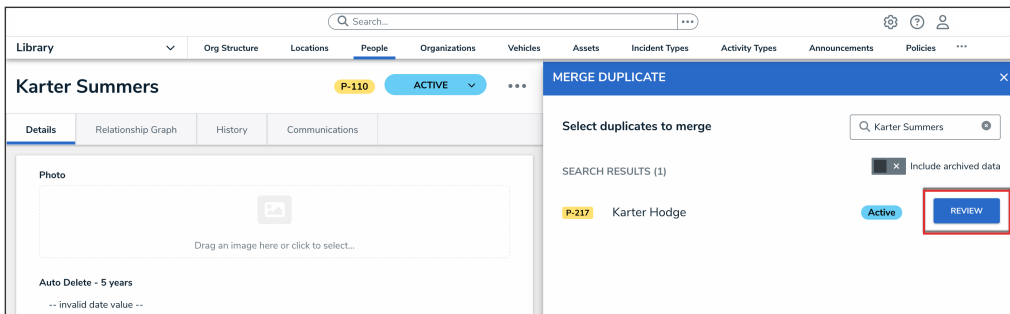 Search...
Library
Org Structure
Locations
People
Organizations
Vehicles
Assets
Incident Types
Activity Types
Announcements
Policies
Karter Summers
P-110
ACTIVE
MERGE DUPLICATE
Details
Relationship Graph
History
Communications
Select duplicates to merge
Karter Summers
SEARCH RESULTS (1)
Include archived data
P-217
Karter Hodge
Active
REVIEW
Photo
Drag an image here or click to select...
Auto Delete - 5 years
-- invalid date value --